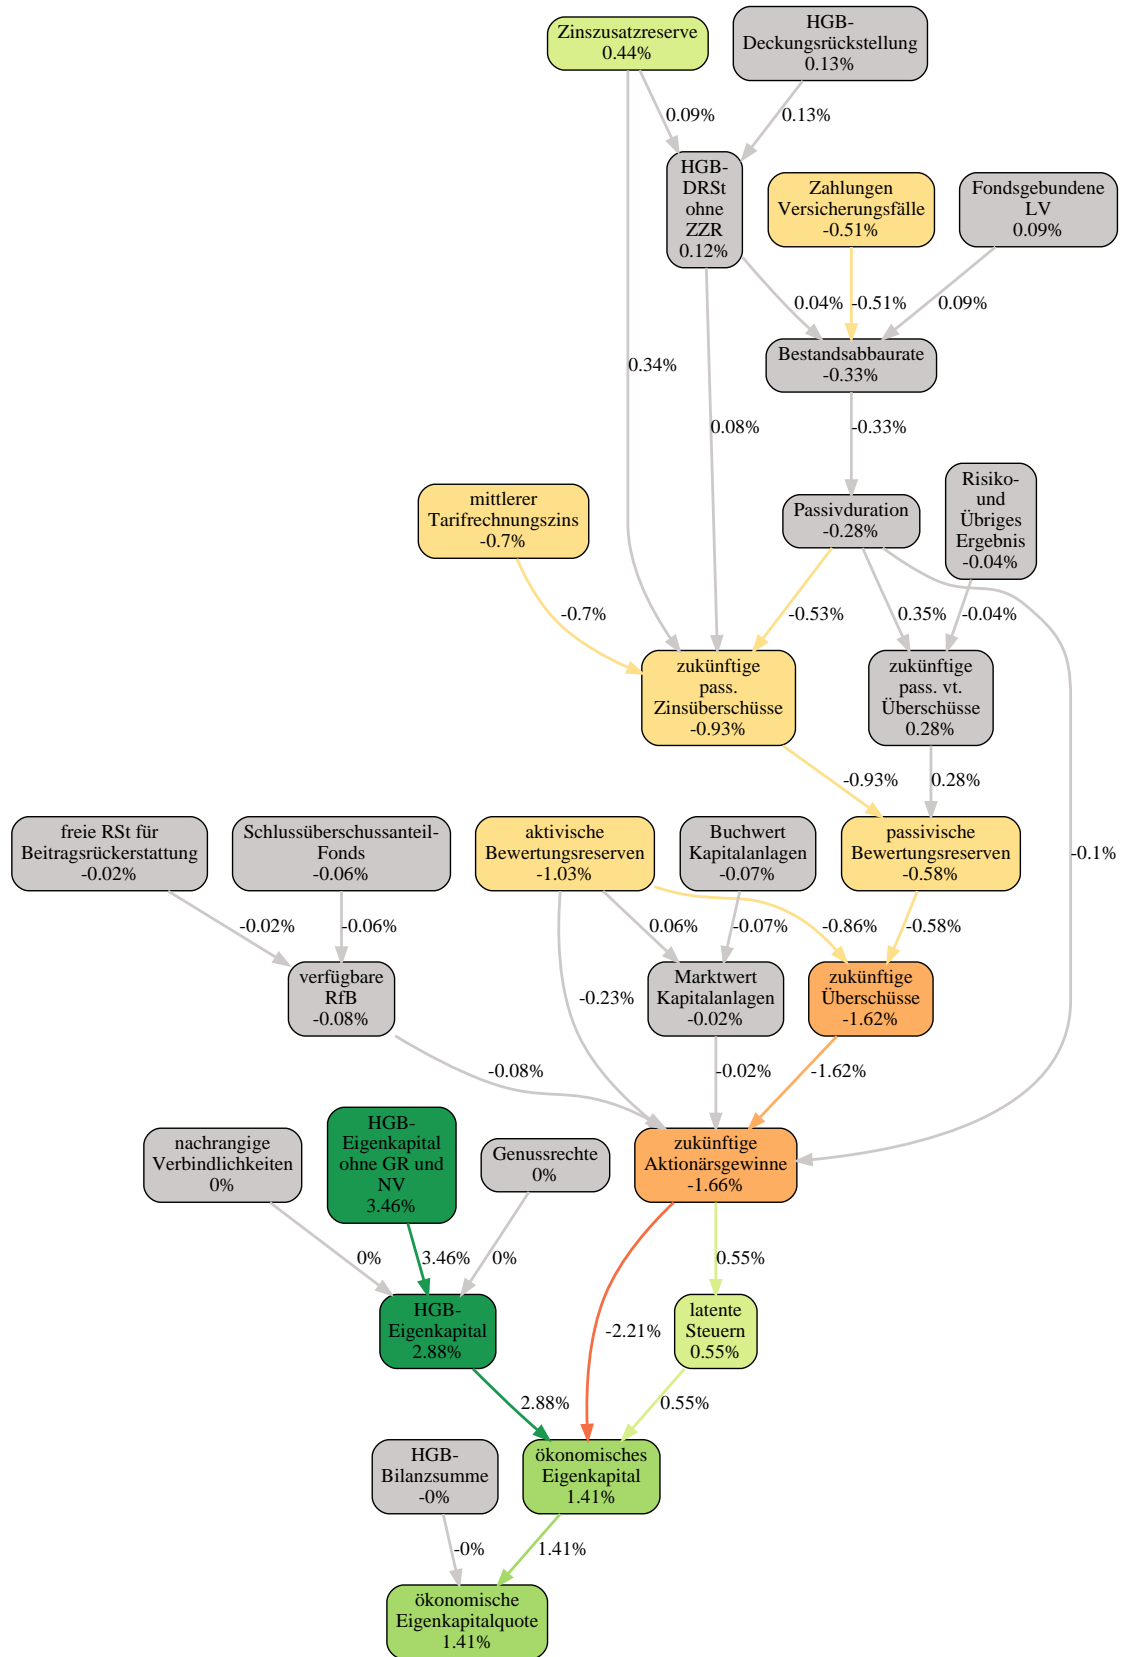 Zinszusatzreserve
0.44%
HGB-
Deckungsrückstellung
0.13%
0.09%
0.13%
HGB-
DRSt
ohne
ZZR
0.12%
Zahlungen
Versicherungsfälle
-0.51%
Fondsgebundene
LV
0.09%
0.04%
-0.51%
0.09%
0.34%
Bestandsabbaurate
-0.33%
0.08%
-0.33%
mittlerer
Tarifrechnungszins
-0.7%
Passivduration
-0.28%
Risiko-
und
Übriges
Ergebnis
-0.04%
-0.7%
-0.53%
0.35%
-0.04%
zukünftige
pass.
Zinsüberschüsse
-0.93%
zukünftige
pass. vt.
Überschüsse
0.28%
-0.93%
0.28%
freie RSt für
Beitragsrückerstattung
-0.02%
Schlussüberschussanteil-
Fonds
-0.06%
aktivische
Bewertungsreserven
-1.03%
Buchwert
Kapitalanlagen
-0.07%
passivische
Bewertungsreserven
-0.58%
-0.1%
-0.02%
-0.06%
0.06%
-0.07%
-0.86%
-0.58%
verfügbare
RfB
-0.08%
-0.23%
Marktwert
Kapitalanlagen
-0.02%
zukünftige
Überschüsse
-1.62%
-0.08%
-0.02%
-1.62%
nachrangige
Verbindlichkeiten
0%
HGB-
Eigenkapital
ohne GR und
NV
3.46%
Genussrechte
0%
zukünftige
Aktionärsgewinne
-1.66%
0%
3.46%
0%
0.55%
HGB-
Eigenkapital
2.88%
-2.21%
latente
Steuern
0.55%
2.88%
0.55%
HGB-
Bilanzsumme
-0%
ökonomisches
Eigenkapital
1.41%
-0%
1.41%
ökonomische
Eigenkapitalquote
1.41%